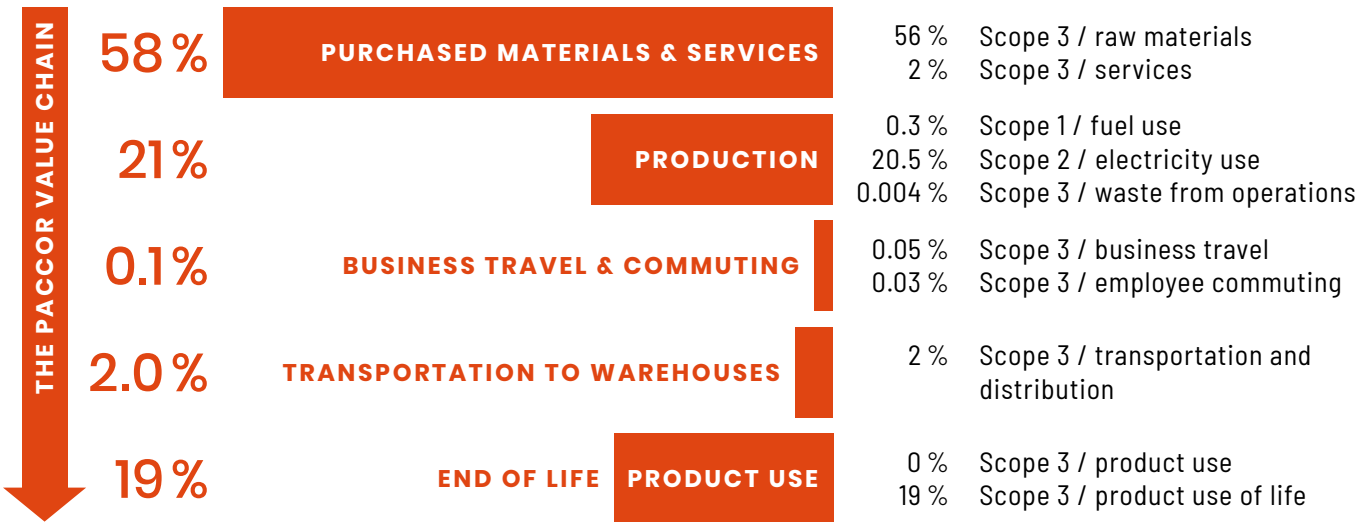 THE PACCOR VALUE CHAIN
58 %
PURCHASED MATERIALS & SERVICES
56 % Scope 3 / raw materials
2 % Scope 3 / services
21 %
PRODUCTION
0.3 % Scope 1 / fuel use
20.5 % Scope 2 / electricity use
0.004 % Scope 3 / waste from operations
0.1 %
BUSINESS TRAVEL & COMMUTING
0.05 % Scope 3 / business travel
0.03 % Scope 3 / employee commuting
2.0 %
TRANSPORTATION TO WAREHOUSES
2 % Scope 3 / transportation and
distribution
19 %
END OF LIFE PRODUCT USE
0 % Scope 3 / product use
19 % Scope 3 / product use of life